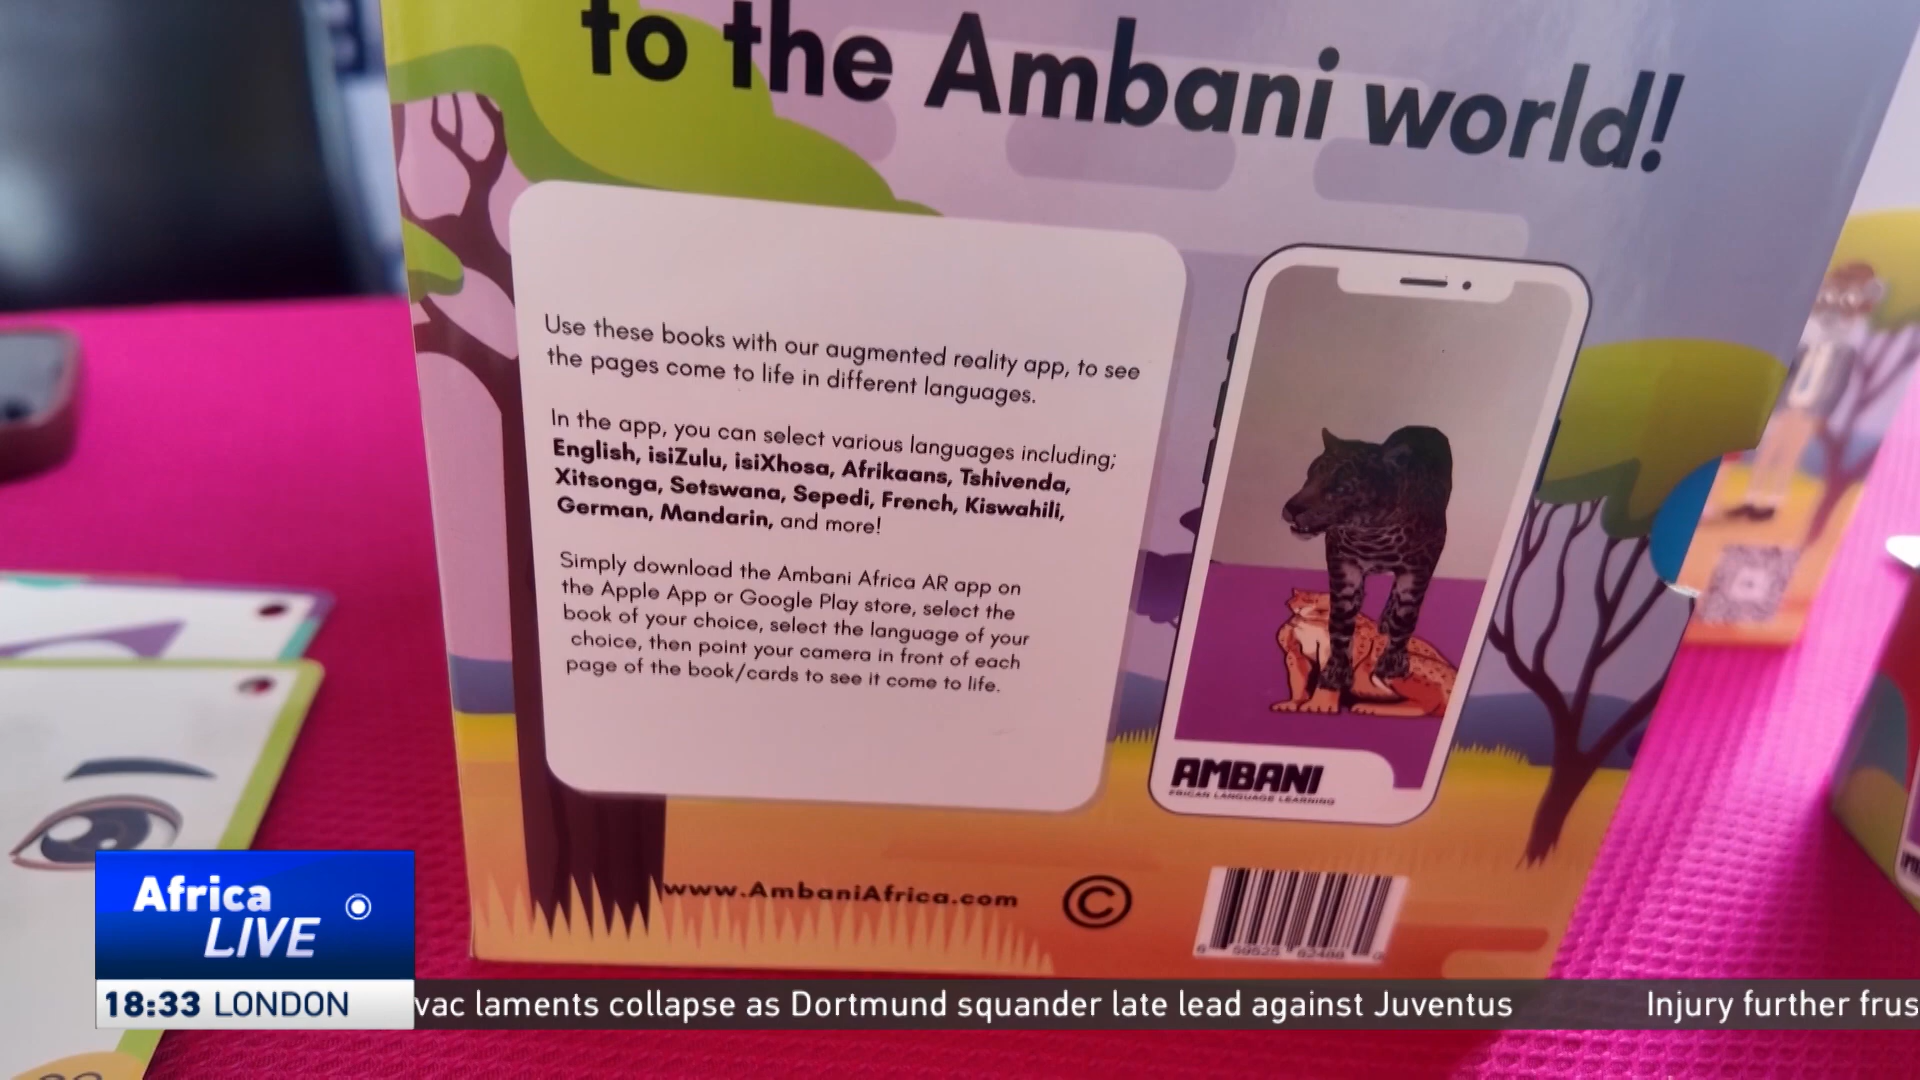 to the Ambani world!
Use these books with our augmented reality app, to see
the pages come to life in different languages.
In the app, you can select various languages including;
English, isiZulu, isiXhosa, Afrikaans, Tshivenda,
Xitsonga, Setswana, Sepedi, French, Kiswahili,
German, Mandarin, and more!
Simply download the Ambani Africa AR app on
the Apple App or Google Play store, select the
book of your choice, select the language of your
choice, then point your camera in front of each
page of the book/cards to see it come to life.
AMBANI
FRICAN LANGUAGE LEARNING
www.AmbaniAfrica.com
©
Africa
LIVE
18:33 LONDON
vac laments collapse as Dortmund squander late lead against Juventus
Injury further frus